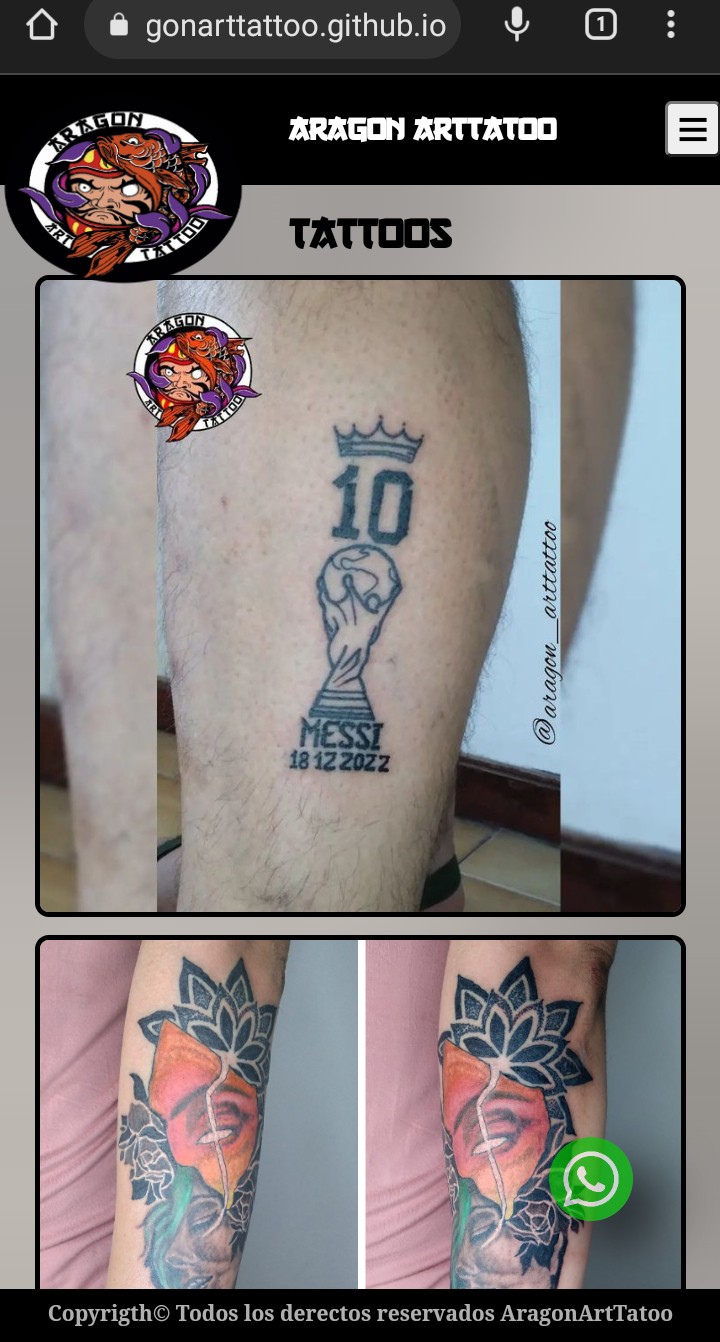 gonarttattoo.github.io
1
ARAGON
ART TATTOO
ARAGON ARTTATOO
TATTOOS
ARAGON
ART TATTOO
10
MESSI
18 12 2022
@aragon_arttattoo
Copyrigth© Todos los derectos reservados AragonArtTatoo